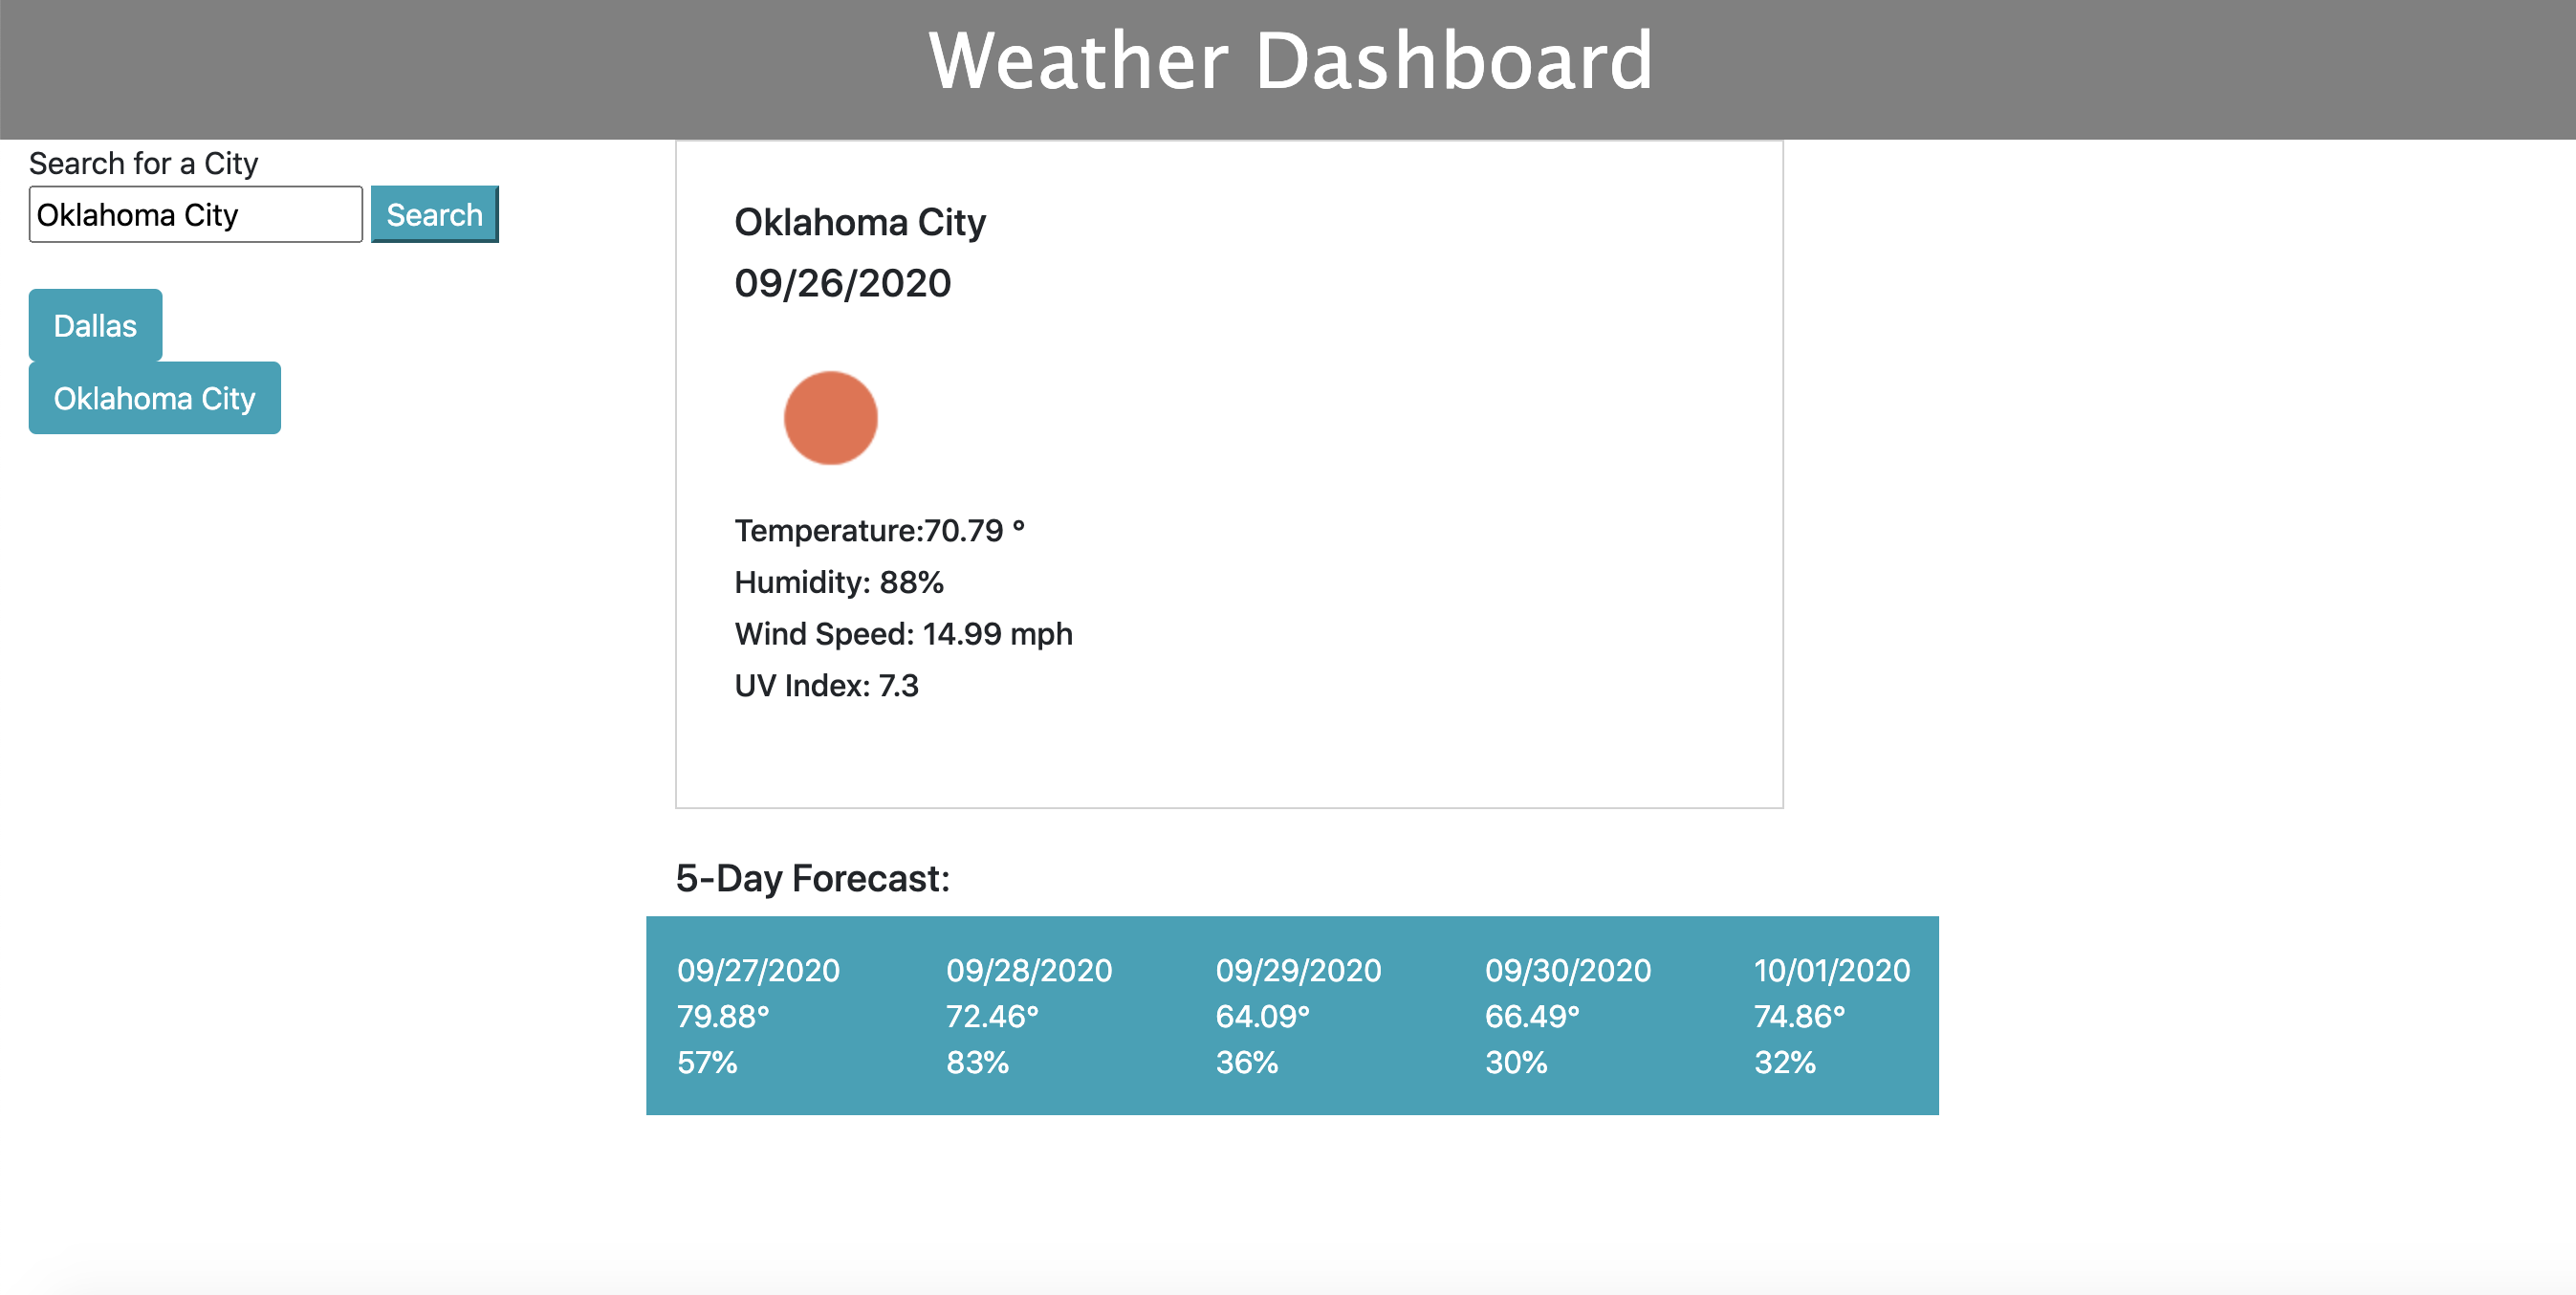 Weather Dashboard
Search for a City
Oklahoma City Search
Dallas
Oklahoma City
Oklahoma City
09/26/2020
Temperature:70.79 °
Humidity: 88%
Wind Speed: 14.99 mph
UV Index: 7.3
5-Day Forecast:
09/27/2020 09/28/2020 09/29/2020 09/30/2020 10/01/2020
79.88° 72.46° 64.09° 66.49° 74.86°
57% 83% 36% 30% 32%